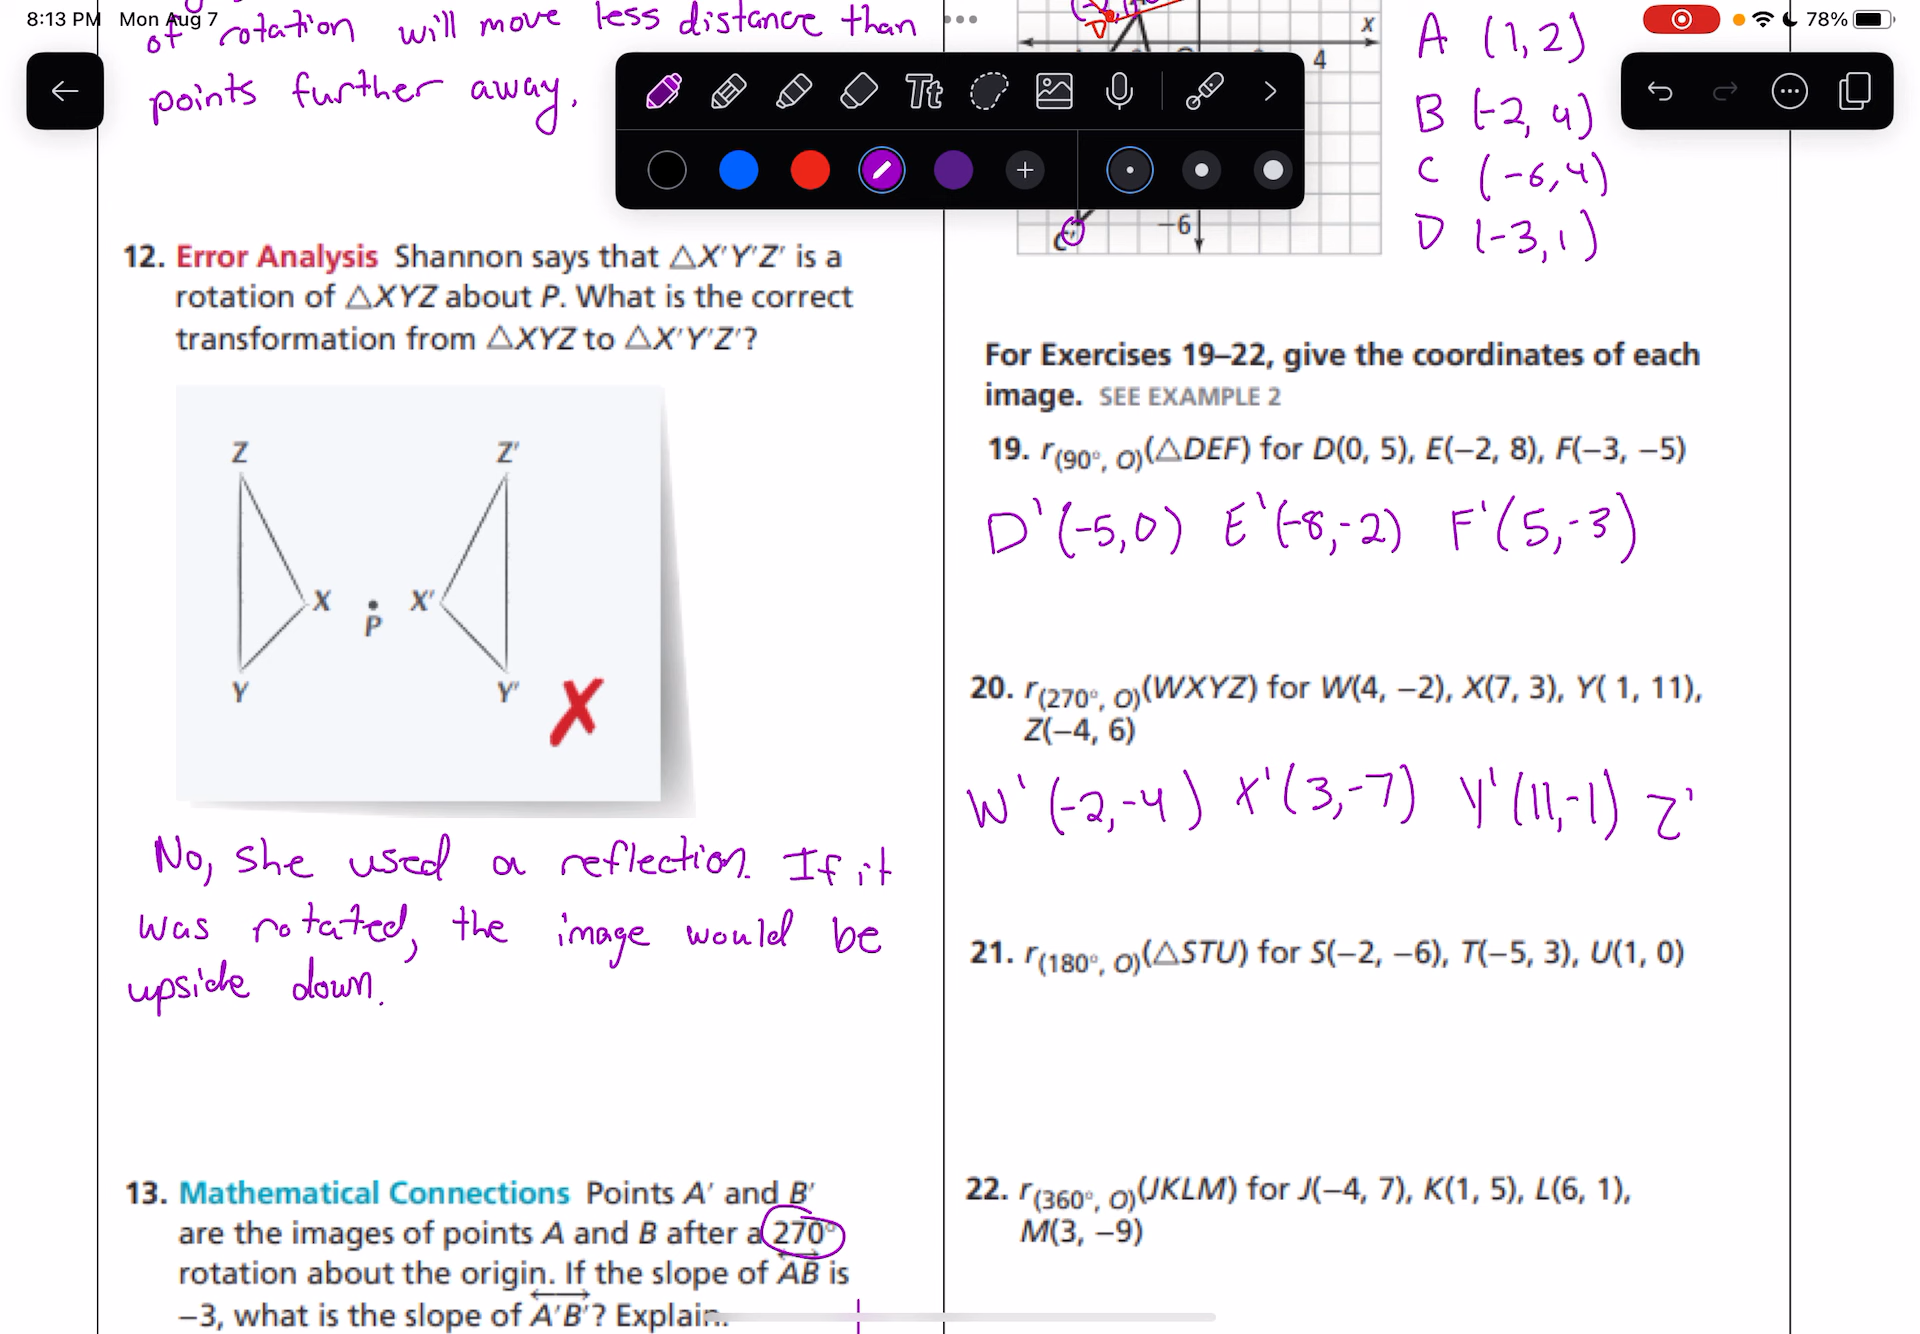 8:13 PM Mon Aug 7
78%
of rotation will move less distance than
points further away.
Tt
12. Error Analysis Shannon says that △X′Y′Z′ is a
rotation of △XYZ about P. What is the correct
transformation from △XYZ to △X′Y′Z′?
Z
Z′
X
P
X′
Y
Y′
No, she used a reflection. If it
was rotated, the image would be
upside down.
13. Mathematical Connections Points A′ and B′
are the images of points A and B after a 270°
rotation about the origin. If the slope of AB is
−3, what is the slope of A′B′? Explain.
D
x
4
−6
C′
A (1,2)
B (-2, 4)
C (-6,4)
D (-3,1)
For Exercises 19–22, give the coordinates of each
image. SEE EXAMPLE 2
19. r(90°, O)(△DEF) for D(0, 5), E(−2, 8), F(−3, −5)
D'(-5,0) E'(-8,-2) F'(5,-3)
20. r(270°, O)(WXYZ) for W(4, −2), X(7, 3), Y( 1, 11),
Z(−4, 6)
W'(-2,-4) X'(3,-7) Y'(11,-1) Z'
21. r(180°, O)(△STU) for S(−2, −6), T(−5, 3), U(1, 0)
22. r(360°, O)(JKLM) for J(−4, 7), K(1, 5), L(6, 1),
M(3, −9)